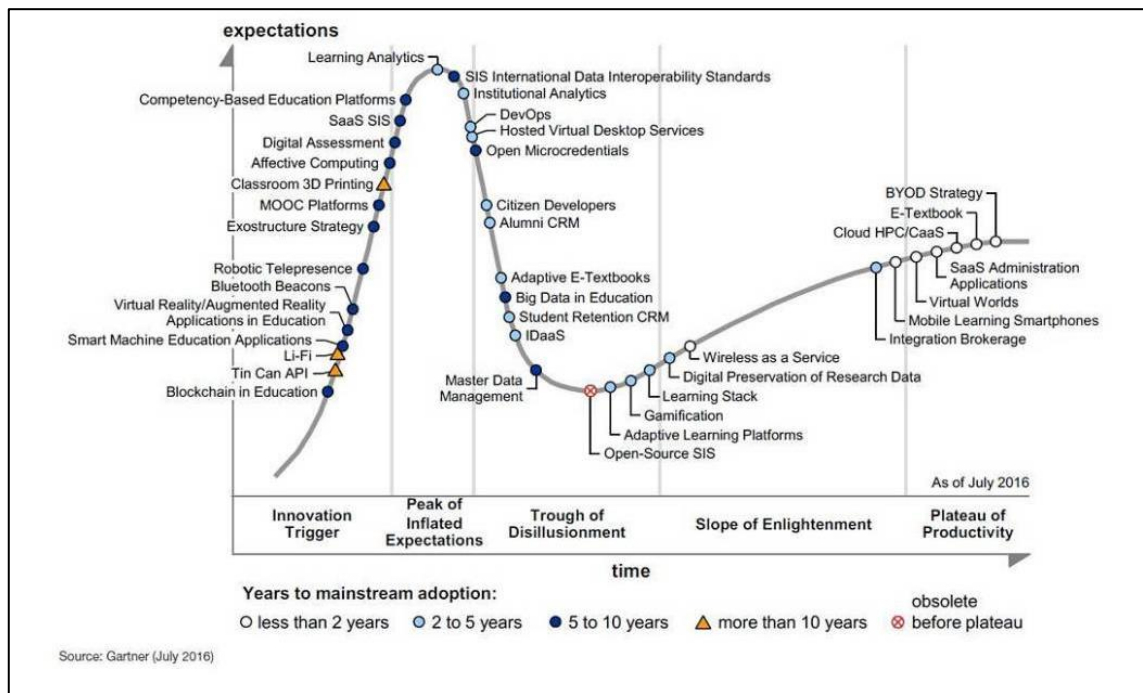 expectations
Learning Analytics
SIS International Data Interoperability Standards
Competency-Based Education Platforms
Institutional Analytics
SaaS SIS
DevOps
Hosted Virtual Desktop Services
Digital Assessment
Open Microcredentials
Affective Computing
Classroom 3D Printing
MOOC Platforms
Citizen Developers
Exostructure Strategy
Alumni CRM
BYOD Strategy
E-Textbook
Cloud HPC/CaaS
Robotic Telepresence
Adaptive E-Textbooks
SaaS Administration
Applications
Bluetooth Beacons
Big Data in Education
Virtual Worlds
Virtual Reality/Augmented Reality
Applications in Education
Student Retention CRM
Mobile Learning Smartphones
Smart Machine Education Applications
IDaaS
Integration Brokerage
Li-Fi
Wireless as a Service
Tin Can API
Master Data
Management
Digital Preservation of Research Data
Blockchain in Education
Learning Stack
Gamification
Adaptive Learning Platforms
Open-Source SIS
As of July 2016
Innovation
Trigger
Peak of
Inflated
Expectations
Trough of
Disillusionment
Slope of Enlightenment
Plateau of
Productivity
time
Years to mainstream adoption:
less than 2 years
2 to 5 years
5 to 10 years
more than 10 years
obsolete
before plateau
Source: Gartner (July 2016)